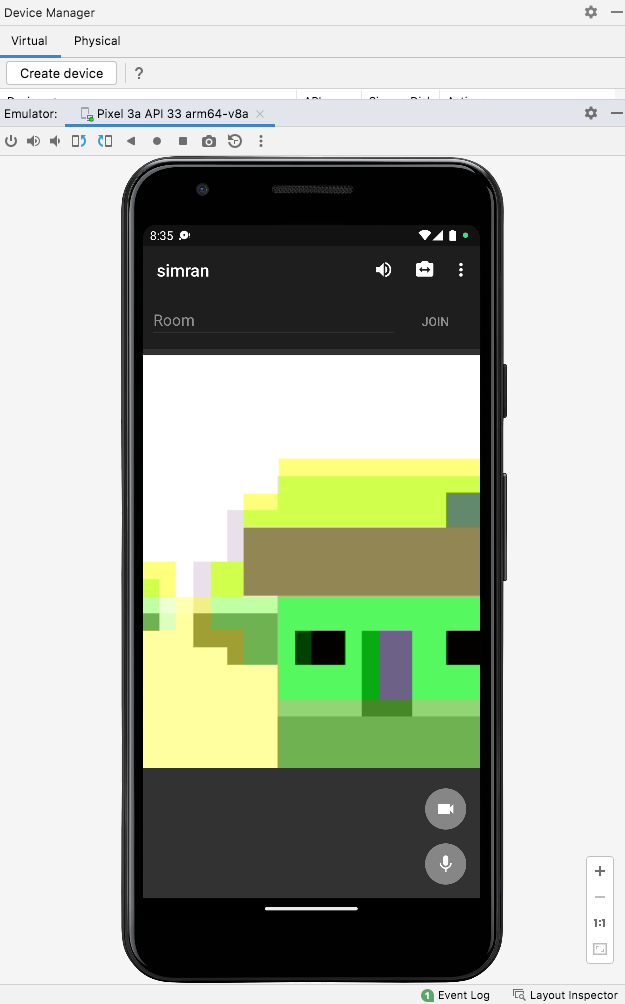 Device Manager
Virtual Physical
Create device ?
Emulator: Pixel 3a API 33 arm64-v8a
8:35
simran
Room JOIN
1:1
1 Event Log Layout Inspector